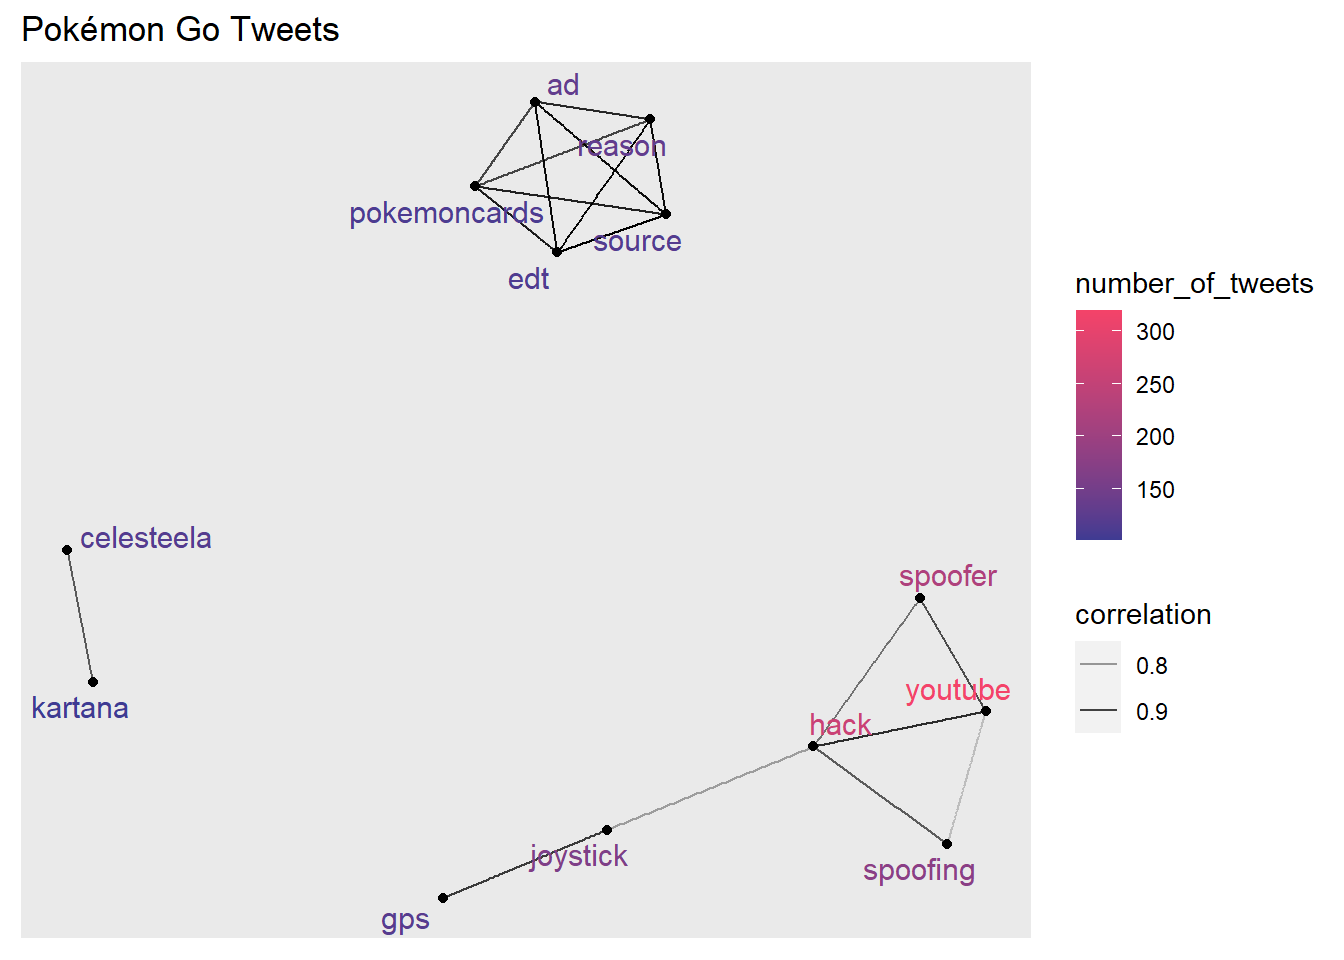 Pokémon Go Tweets
ad
reason
pokemoncards
source
edt
number_of_tweets
300
250
200
150
celesteela
kartana
spoofer
youtube
hack
joystick
spoofing
gps
correlation
0.8
0.9